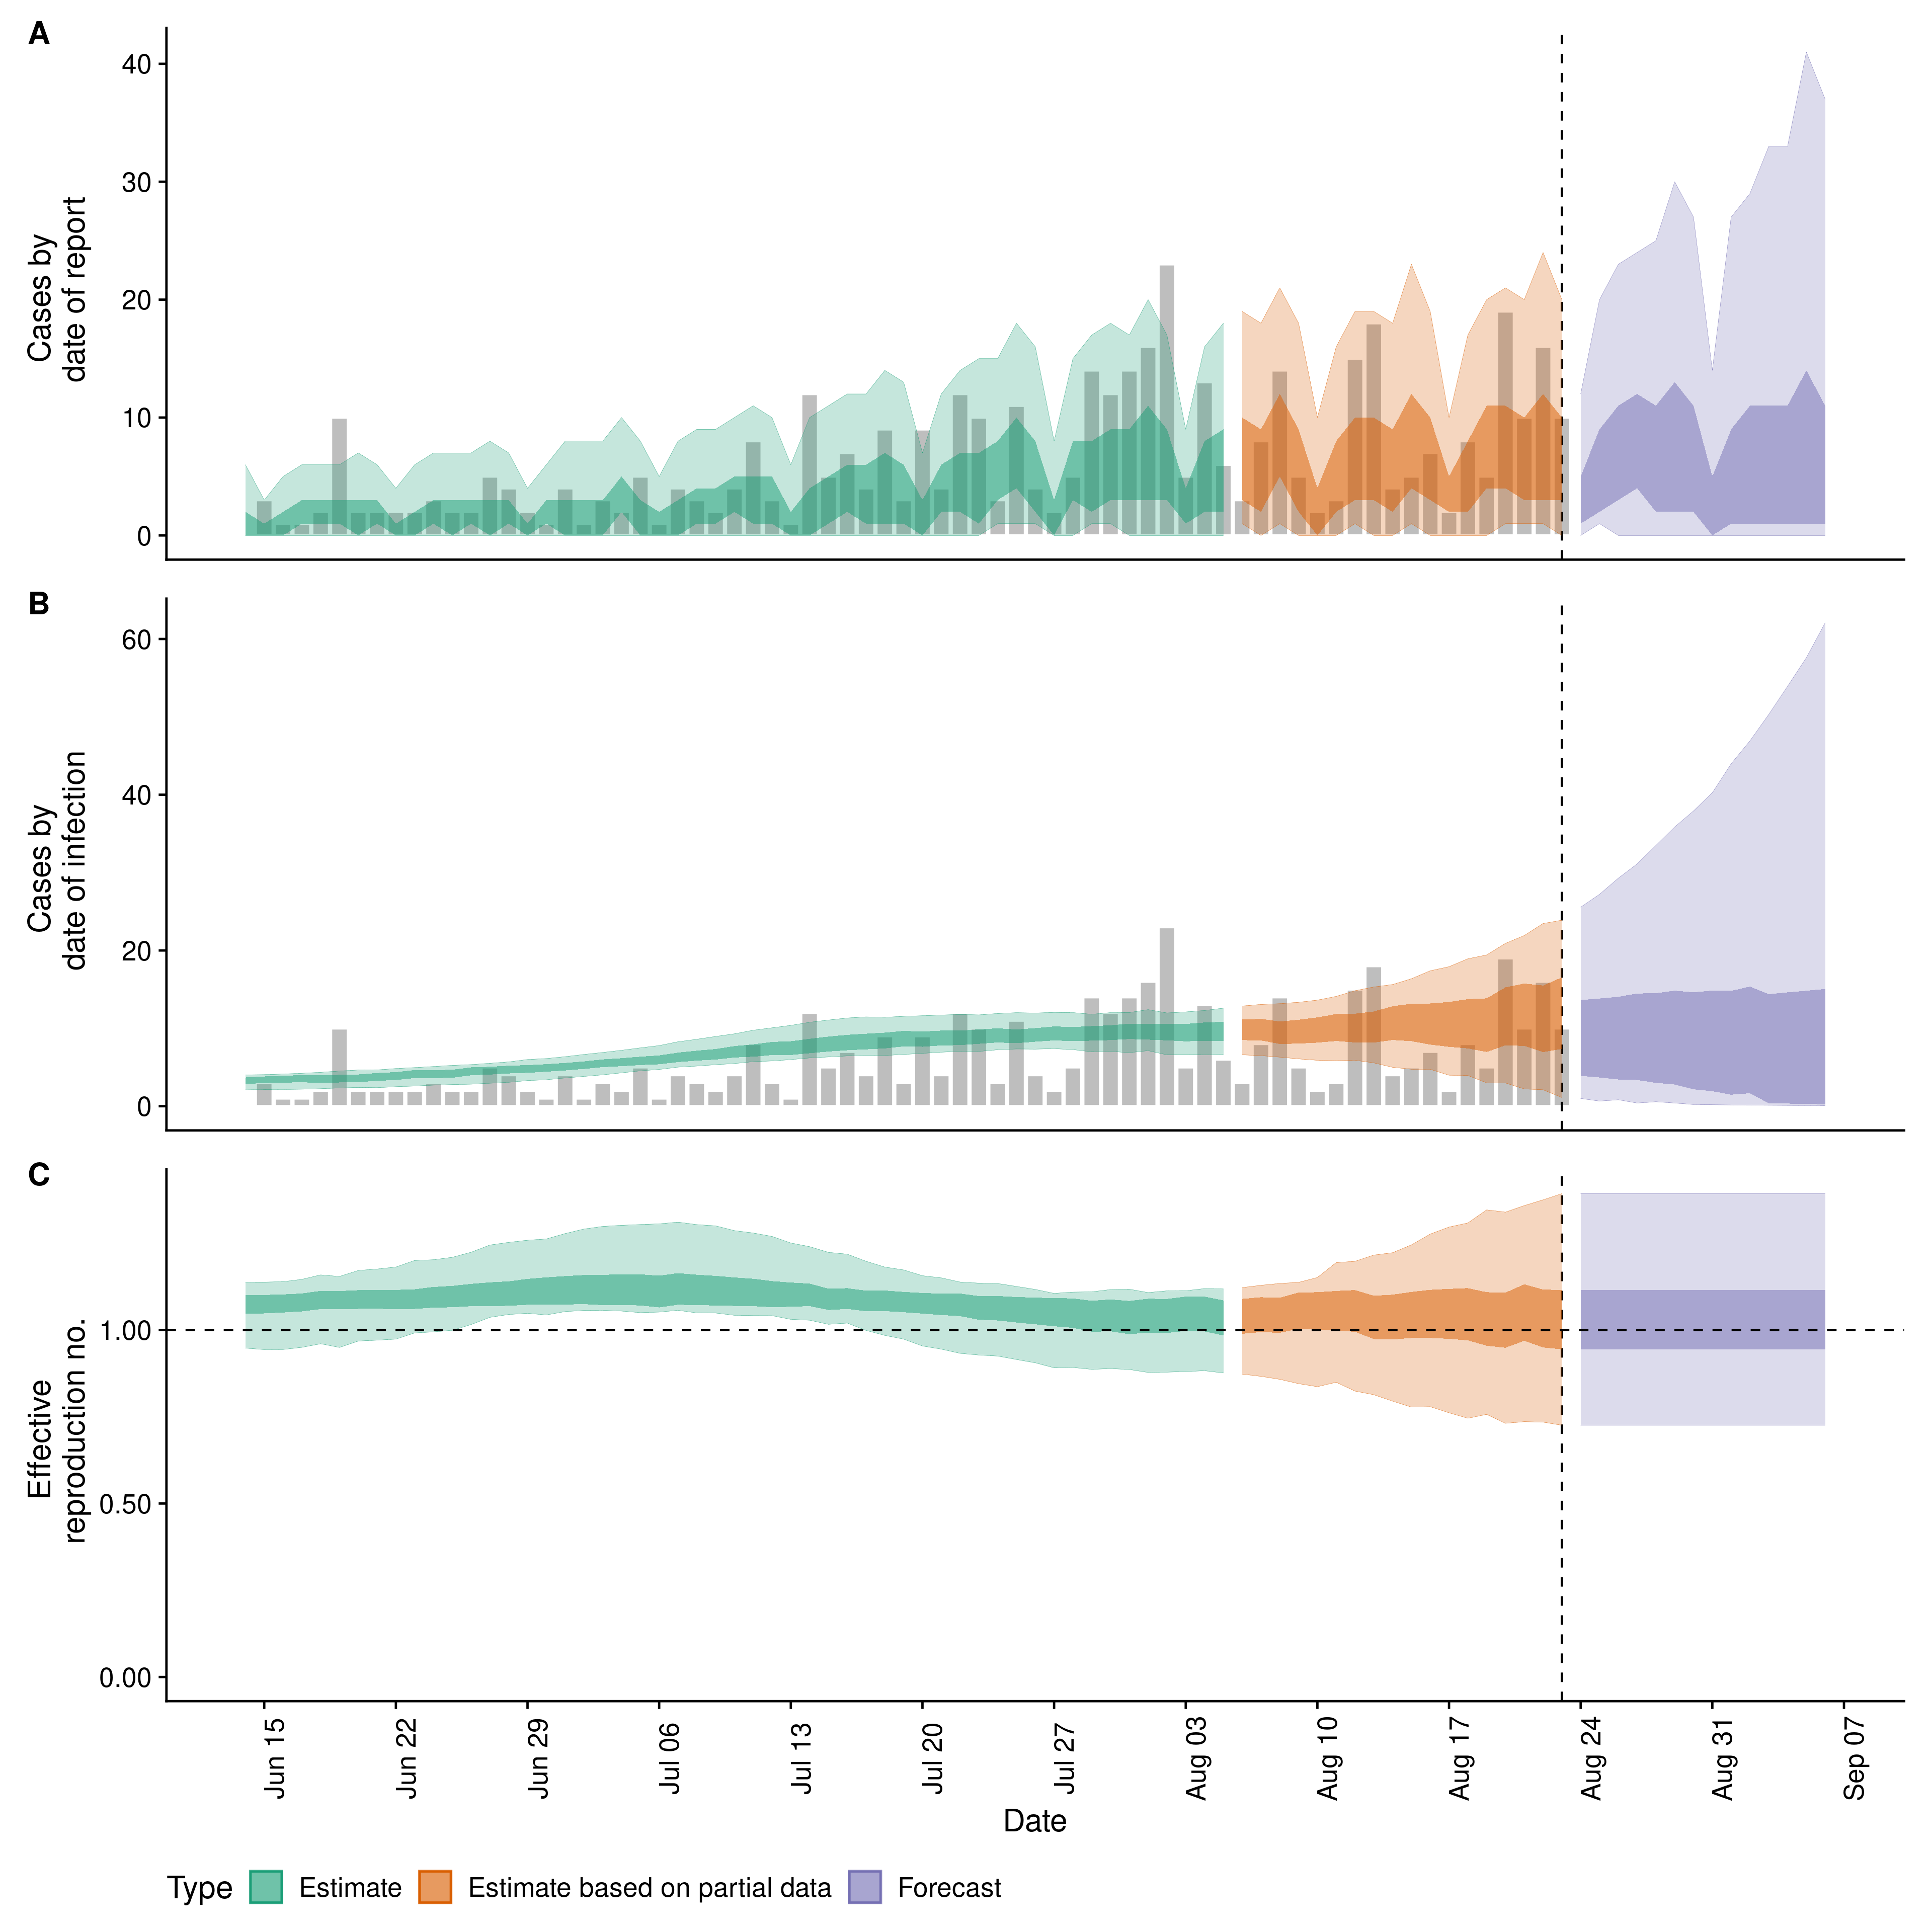 A
Cases by
date of report
40
30
20
10
0
B
Cases by
date of infection
60
40
20
0
C
Effective
reproduction no.
1.00
0.50
0.00
Jun 15
Jun 22
Jun 29
Jul 06
Jul 13
Jul 20
Jul 27
Aug 03
Aug 10
Aug 17
Aug 24
Aug 31
Sep 07
Date
Type Estimate Estimate based on partial data Forecast